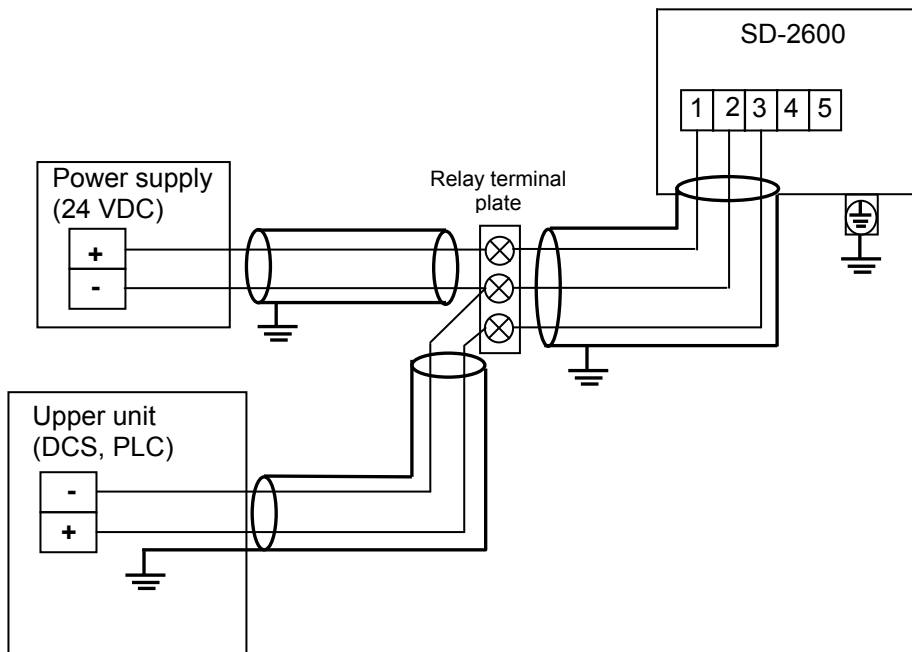 SD-2600
1 2 3 4 5
Power supply
(24 VDC)
+
-
Relay terminal
plate
Upper unit
(DCS, PLC)
-
+